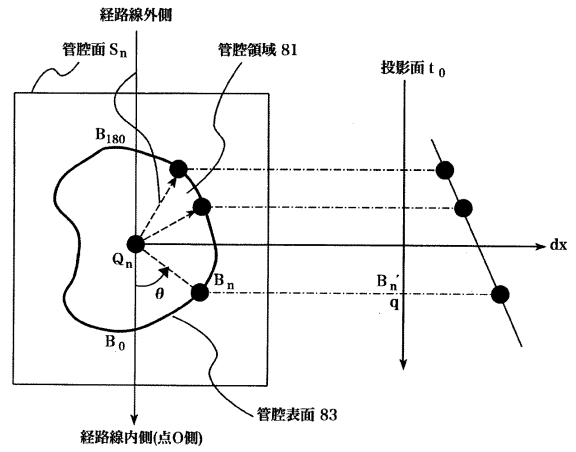 経路線外側
管腔面 Sn
管腔領域 81
投影面 t0
B180
Qn
θ
Bn
Bn′
q
dx
B0
管腔表面 83
経路線内側(点O側)